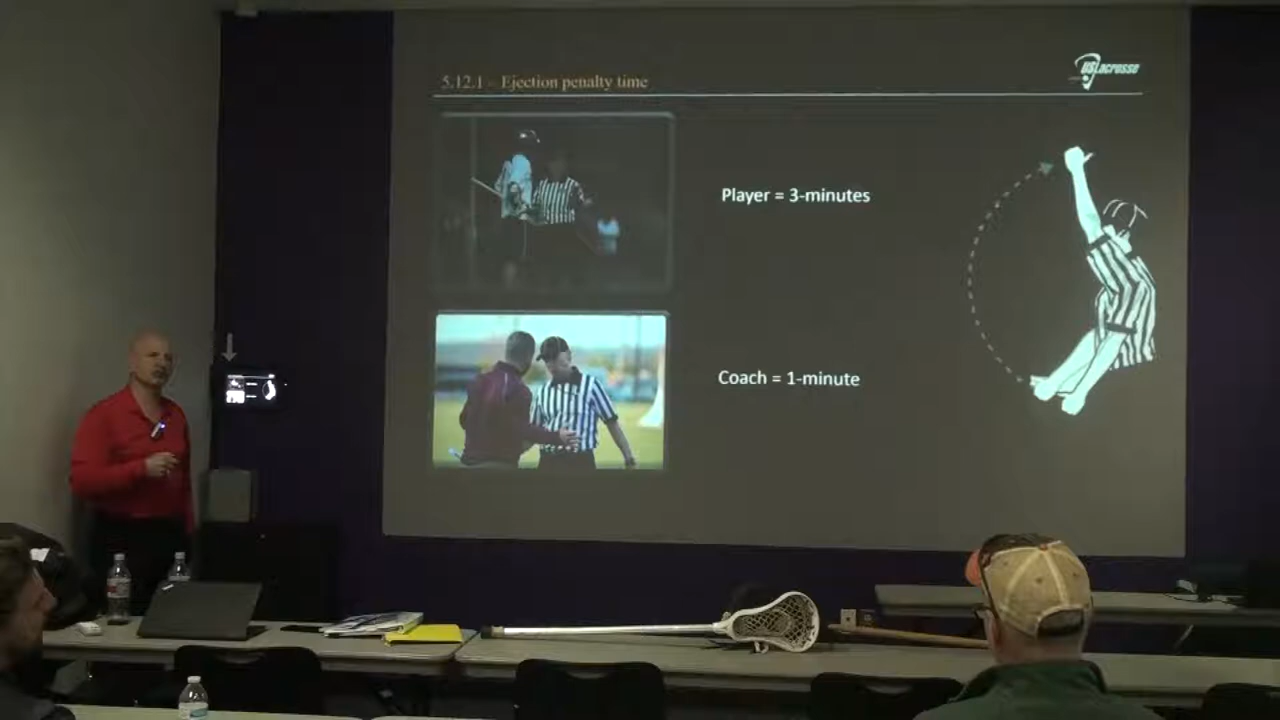 5.12.1 – Ejection penalty time
USLacrosse
Player = 3-minutes
Coach = 1-minute